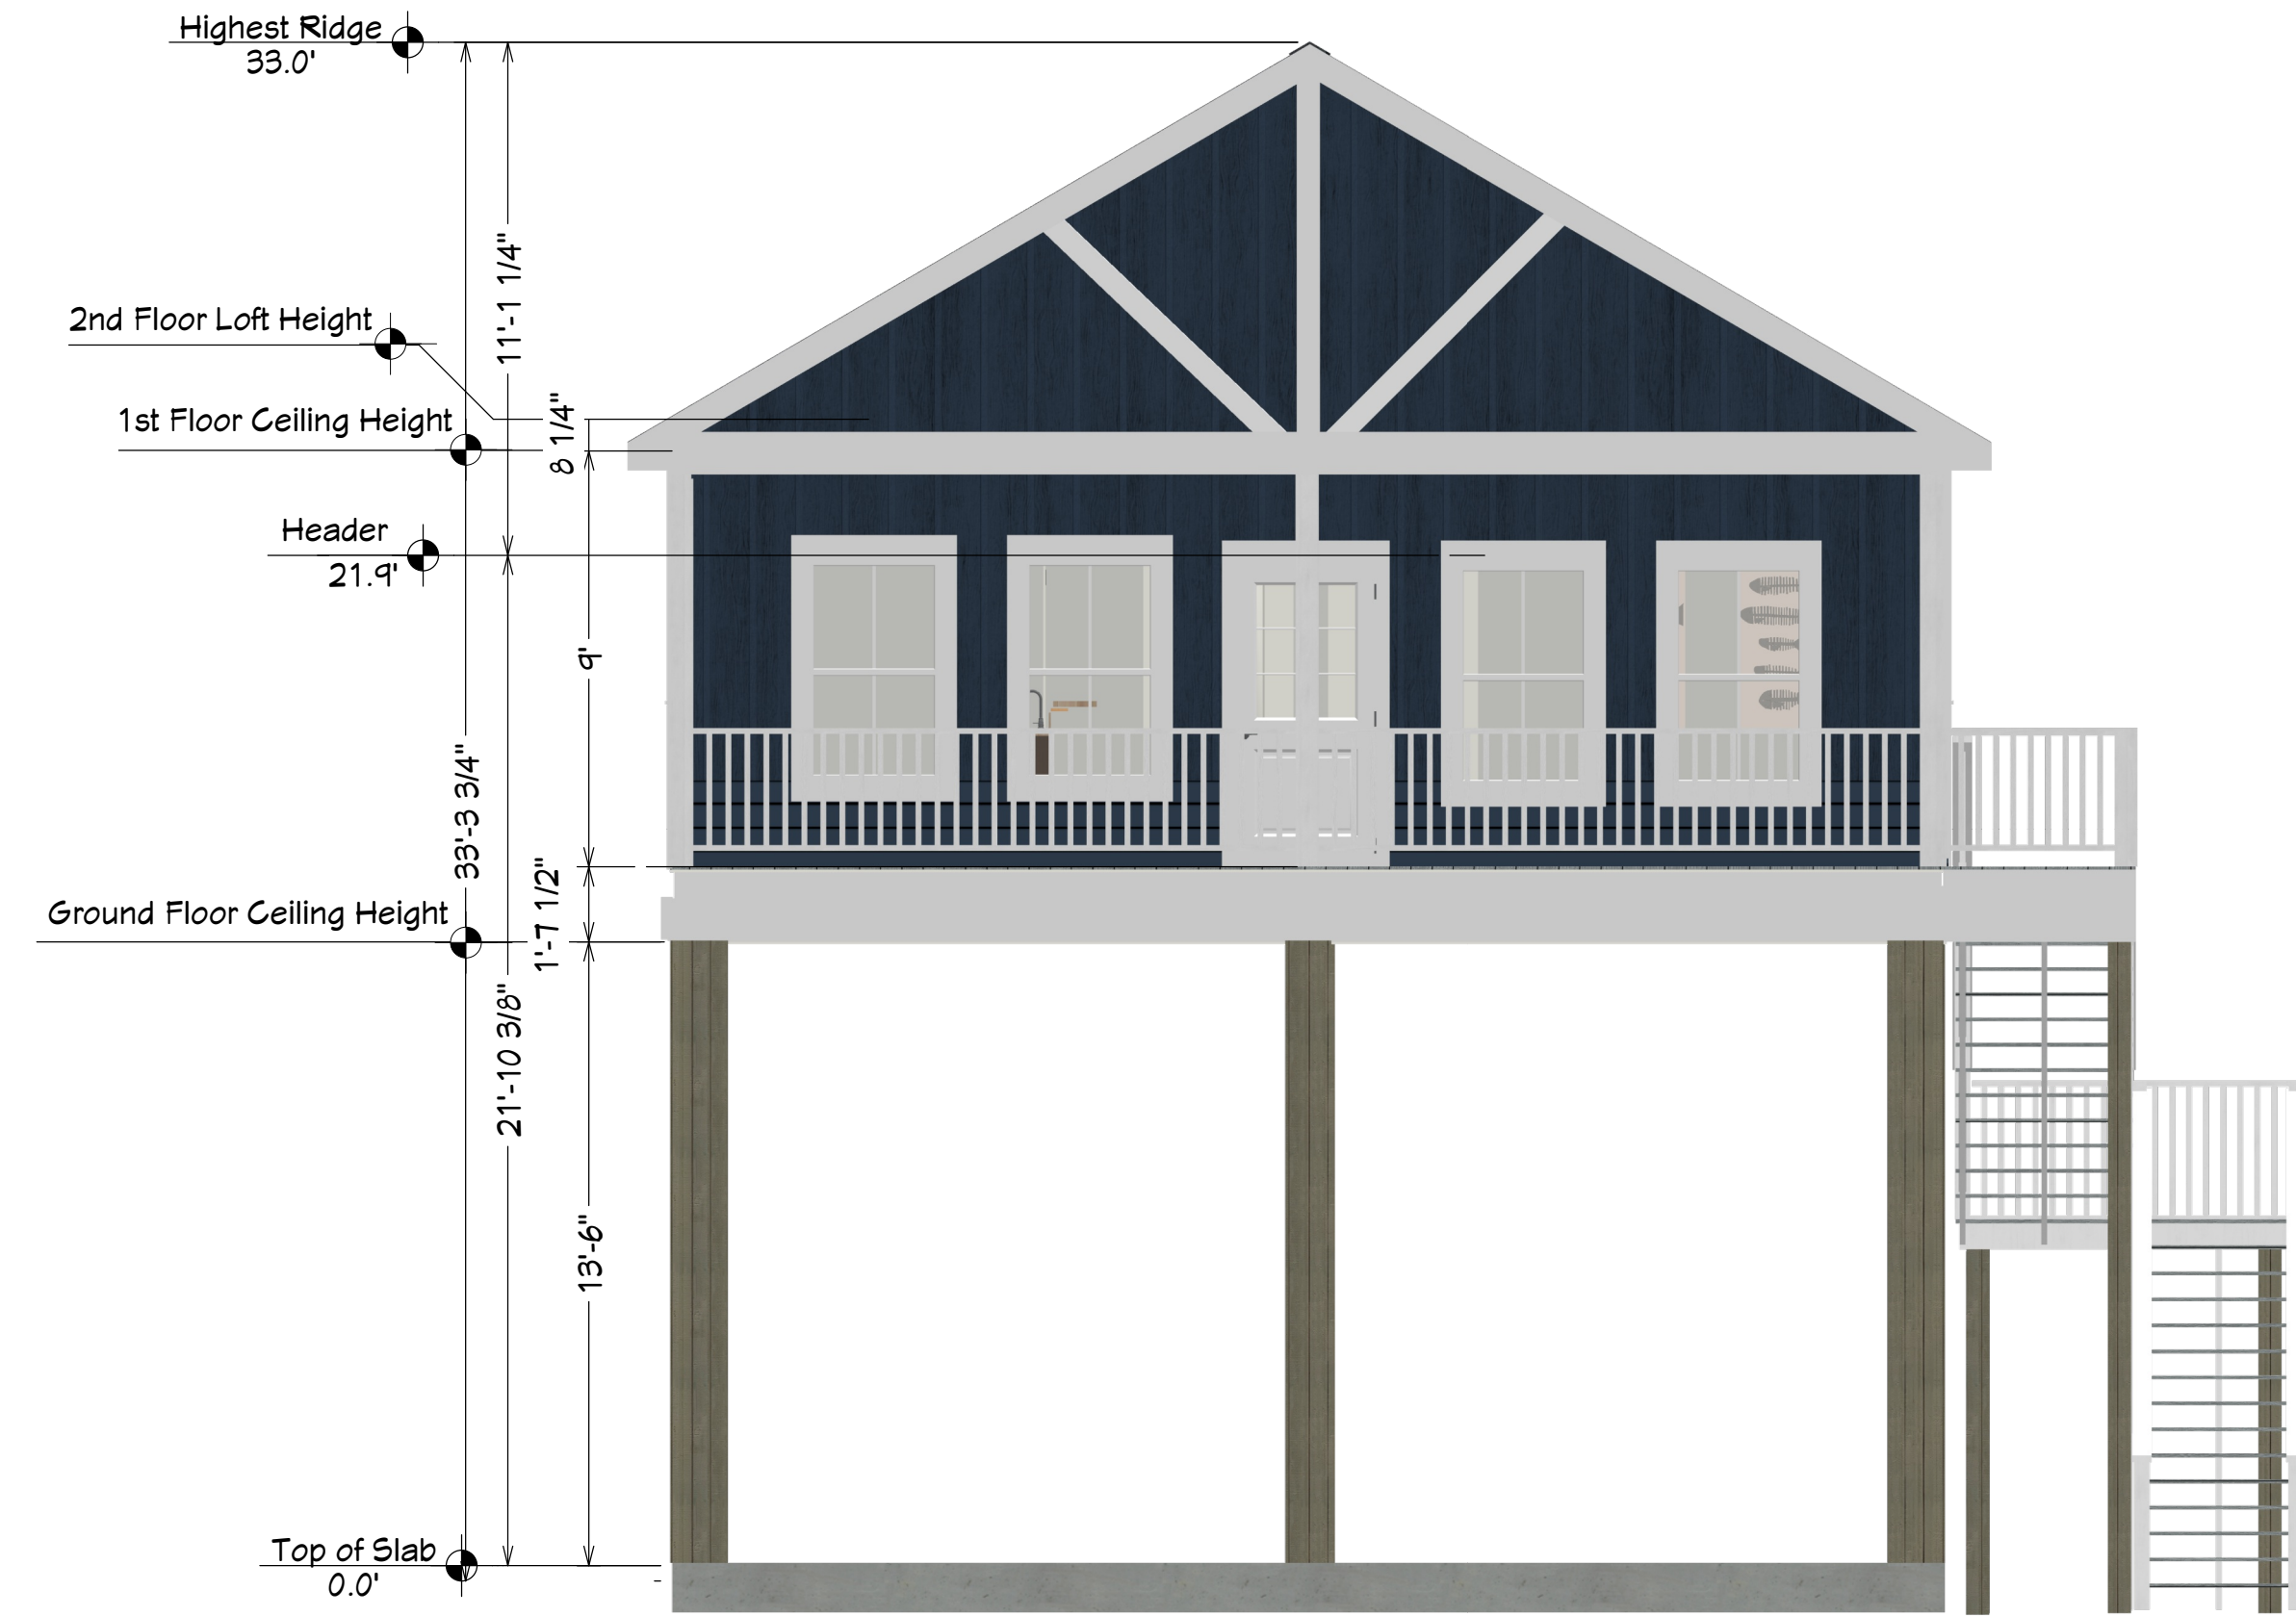 Highest Ridge
33.0'
11'-1 1/4"
2nd Floor Loft Height
1st Floor Ceiling Height
8 1/4"
Header
21.9'
9'
33'-3 3/4"
Ground Floor Ceiling Height
1'-7 1/2"
21'-10 3/8"
13'-6"
Top of Slab
0.0'